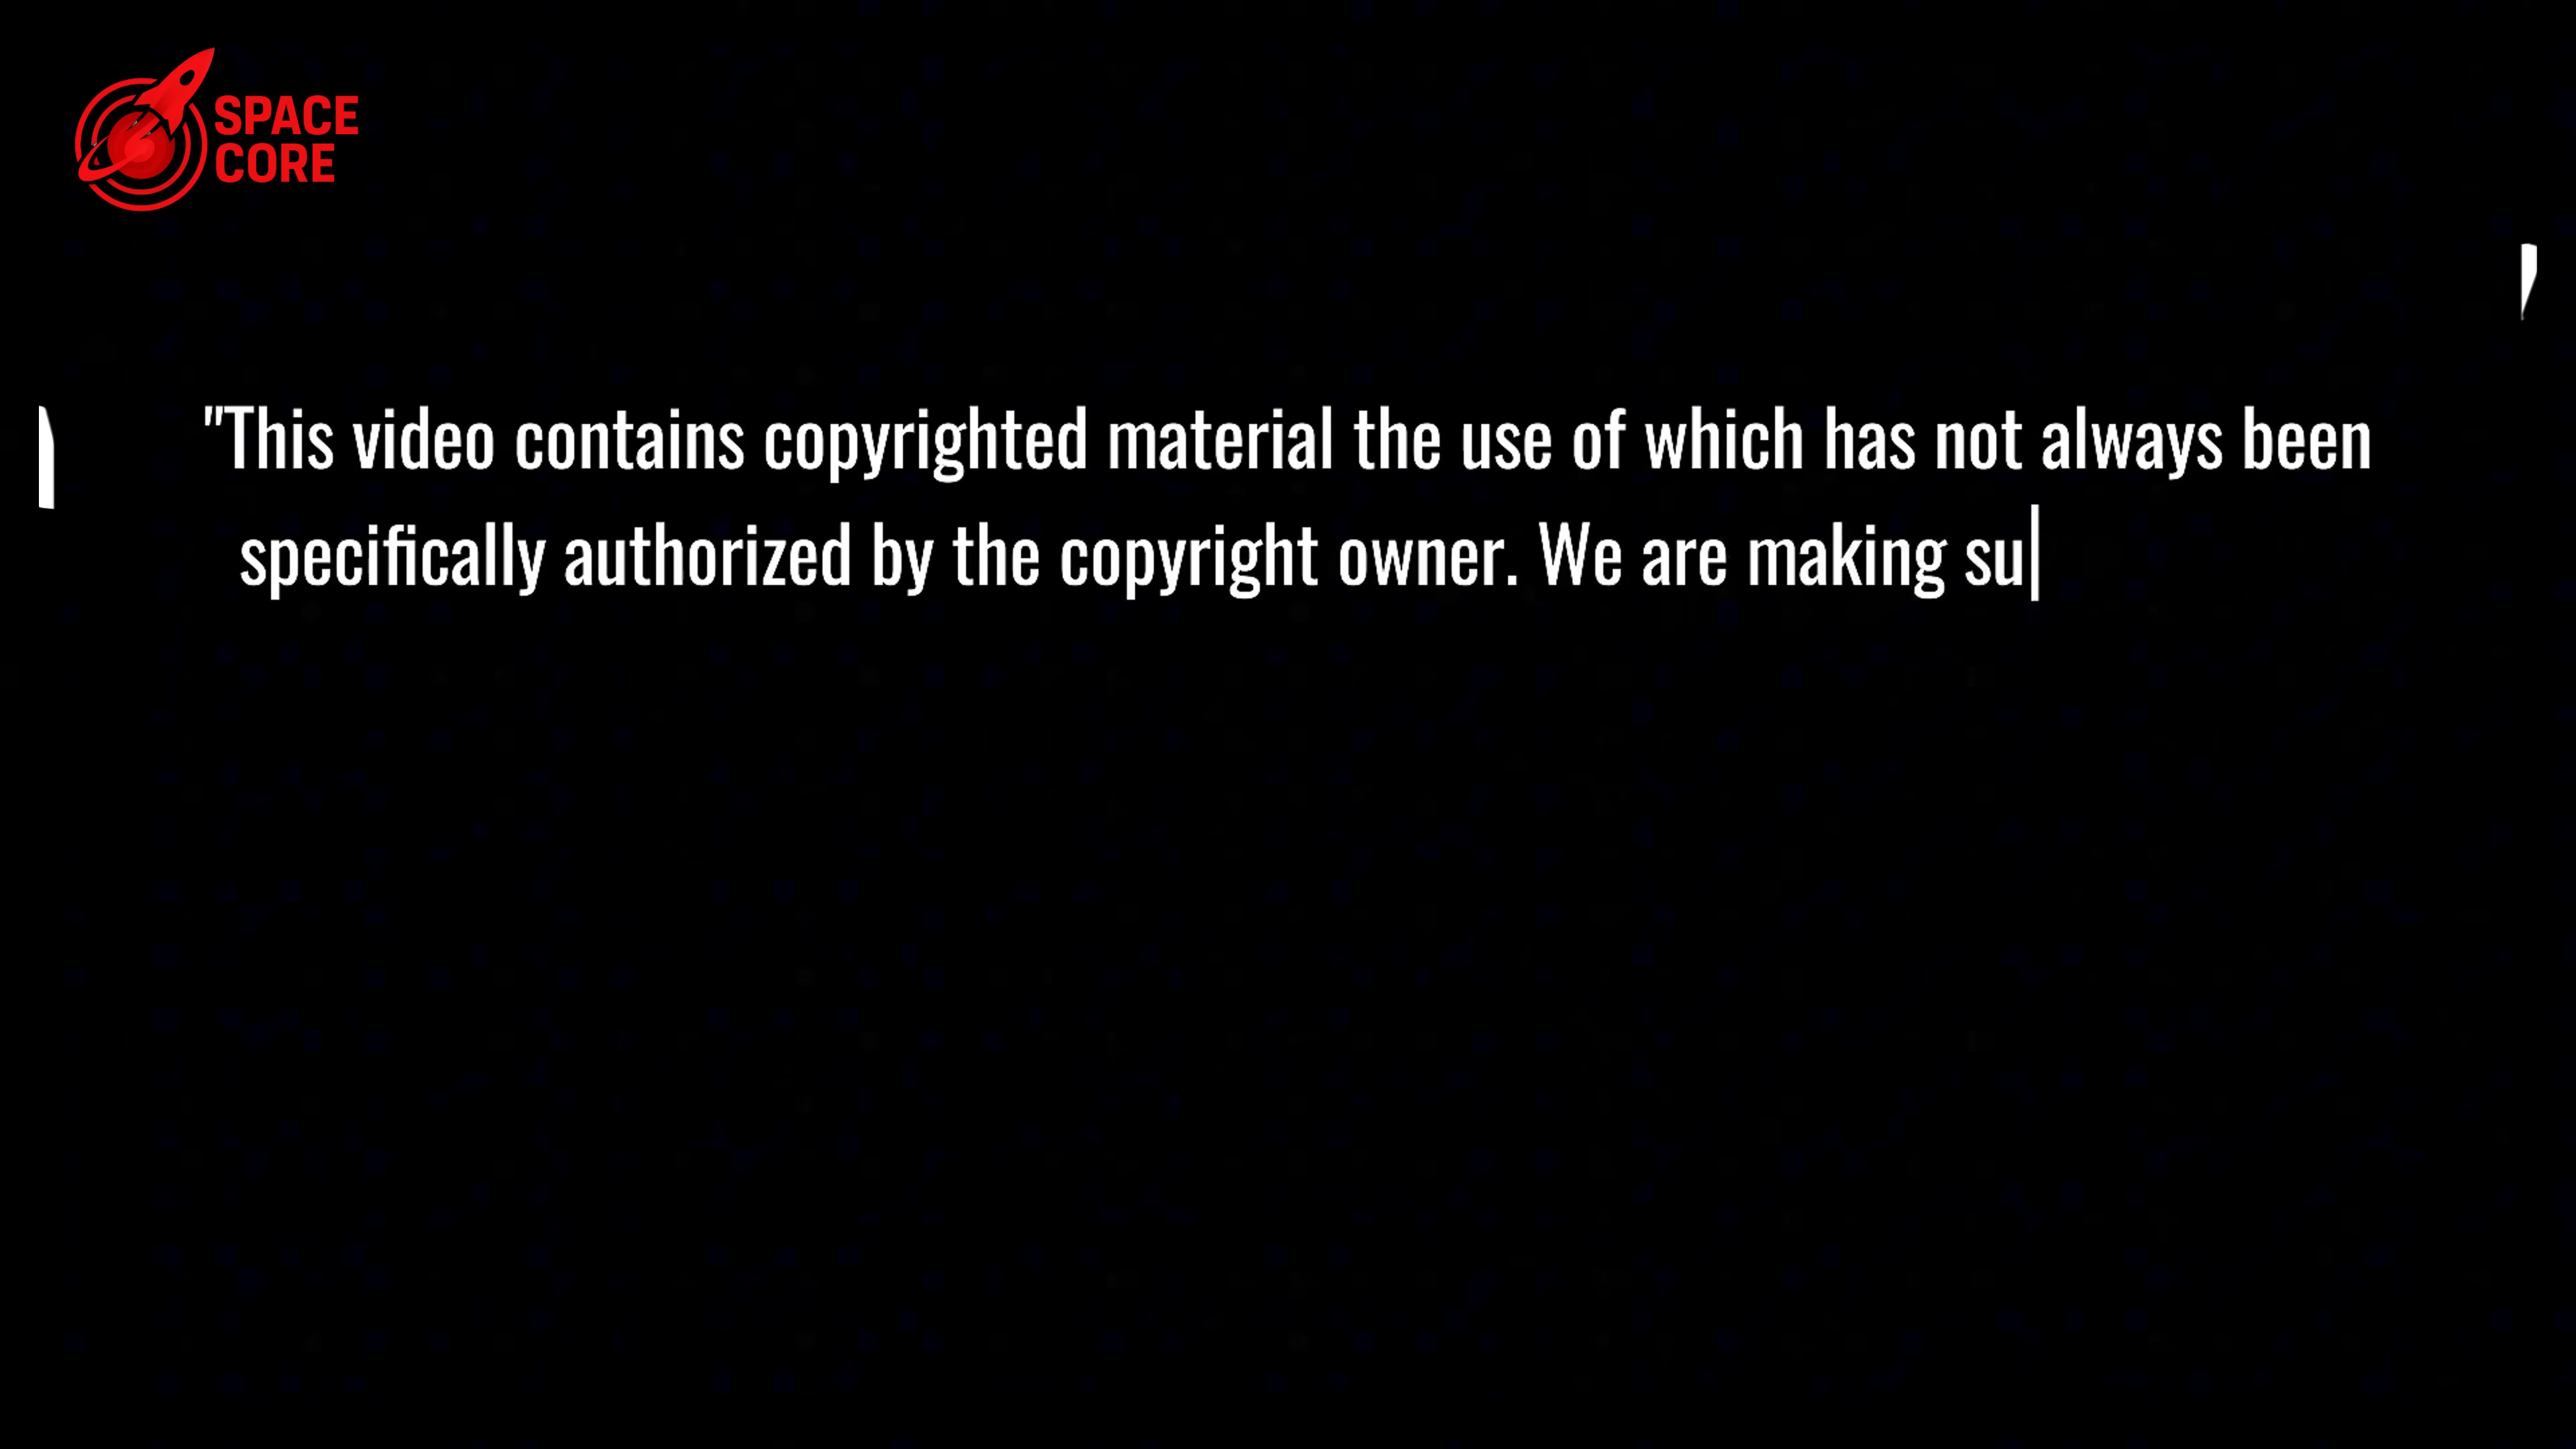 SPACE
CORE
"This video contains copyrighted material the use of which has not always been
specifically authorized by the copyright owner. We are making su